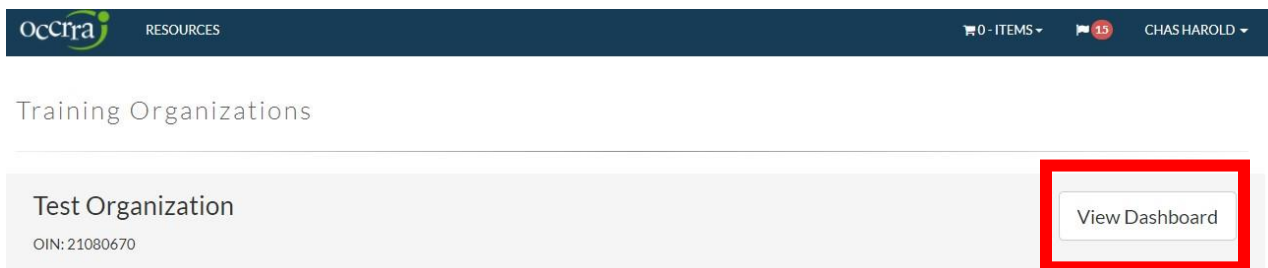 Occrra RESOURCES 0 - ITEMS 15 CHAS HAROLD
Training Organizations
Test Organization
View Dashboard
OIN: 21080670